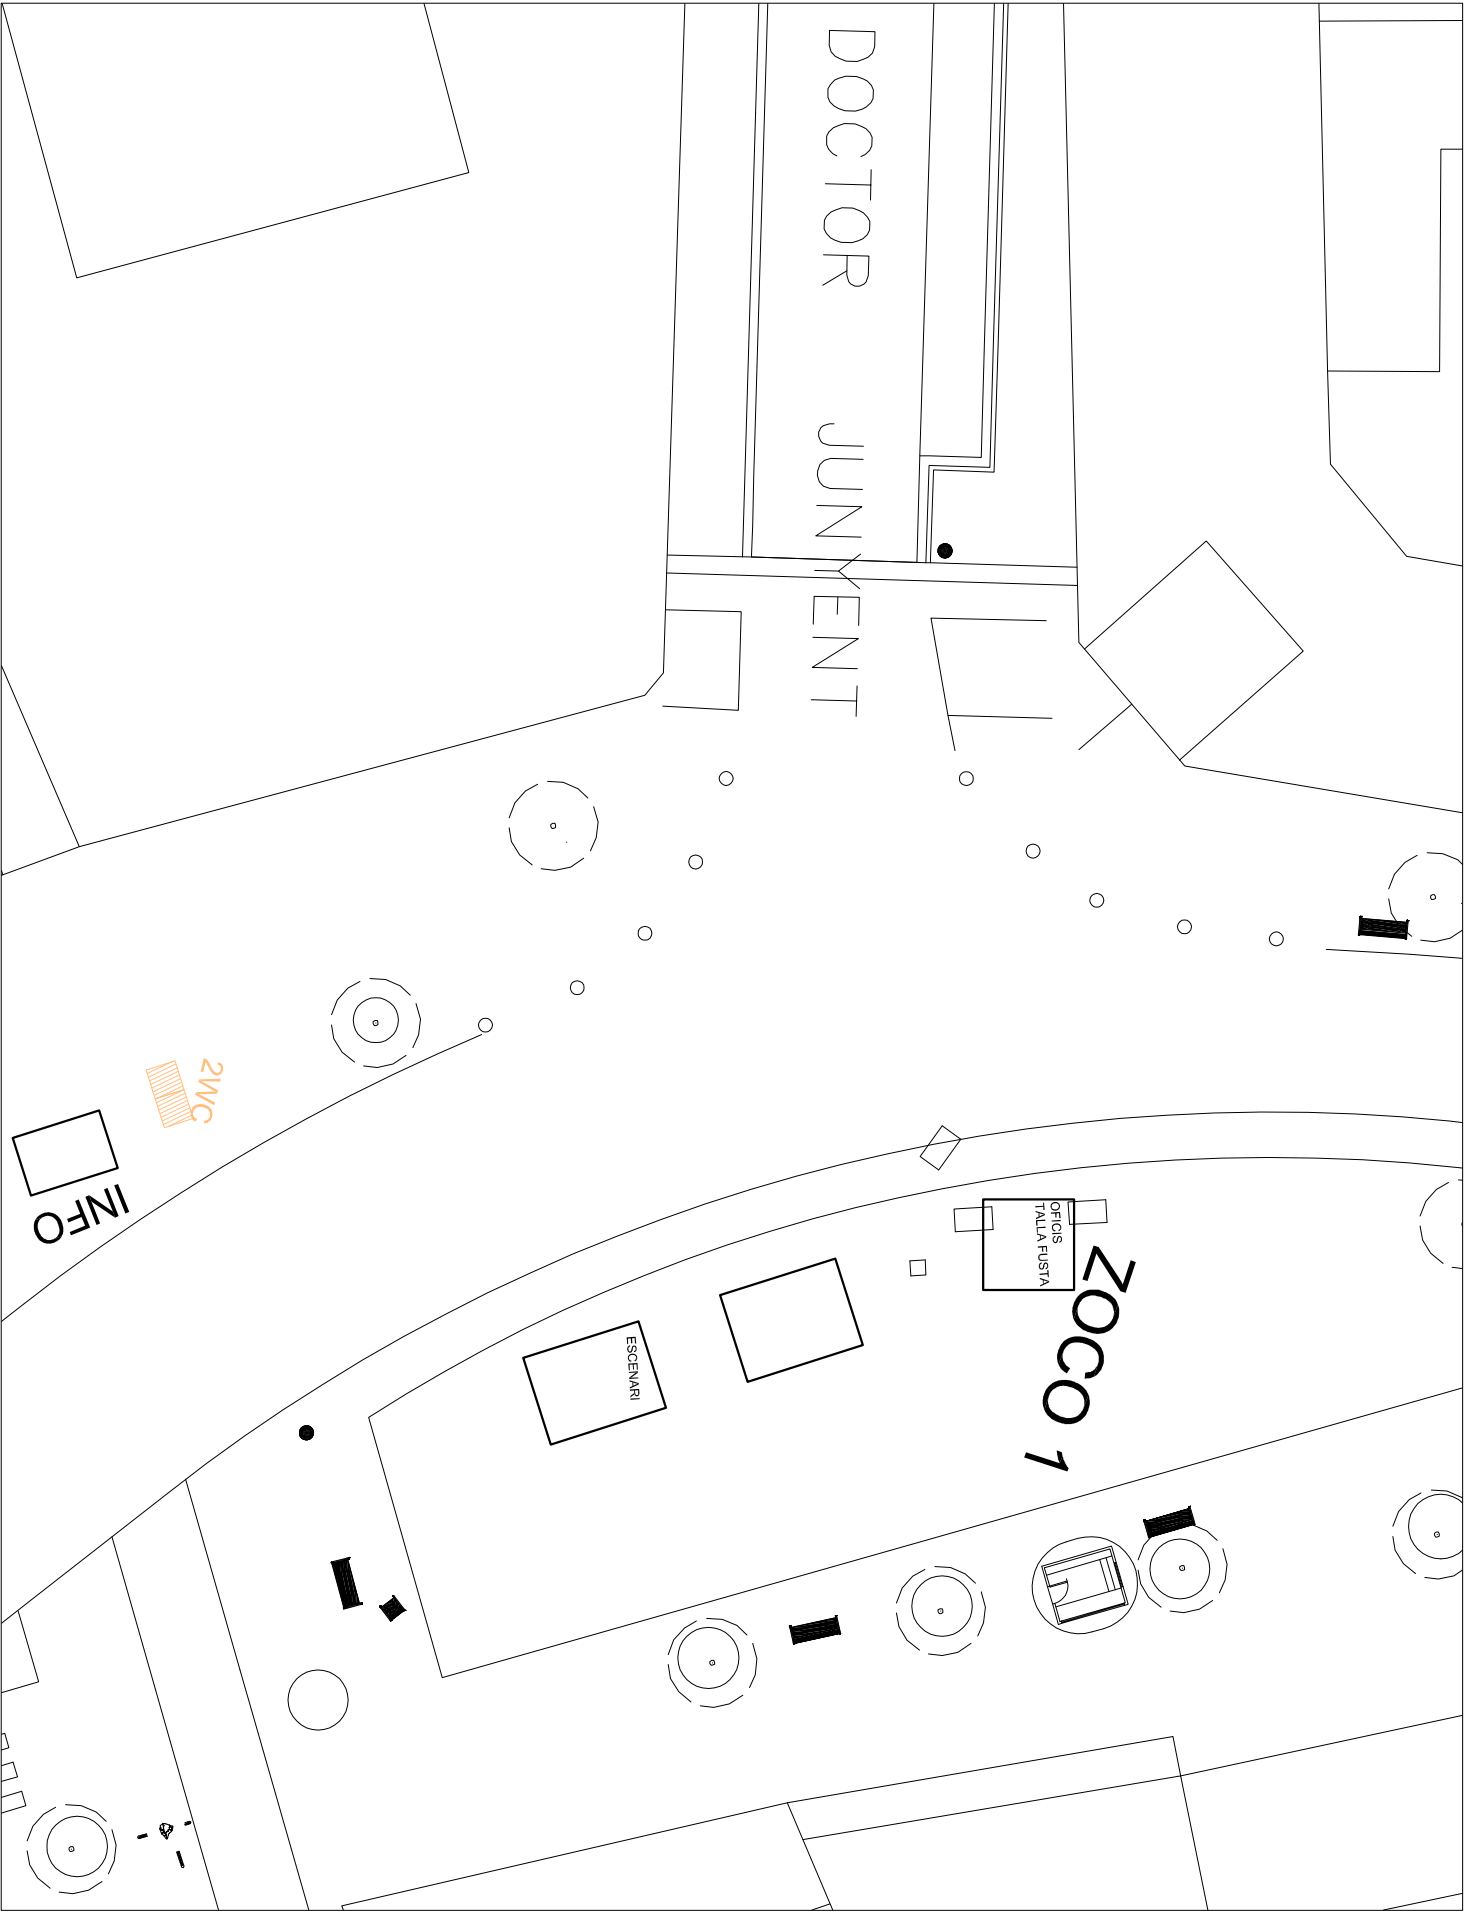 DOCTOR JUNYENT
2WC
INFO
OFICIS
TALLA FUSTA
ZOCO 1
ESCENARI